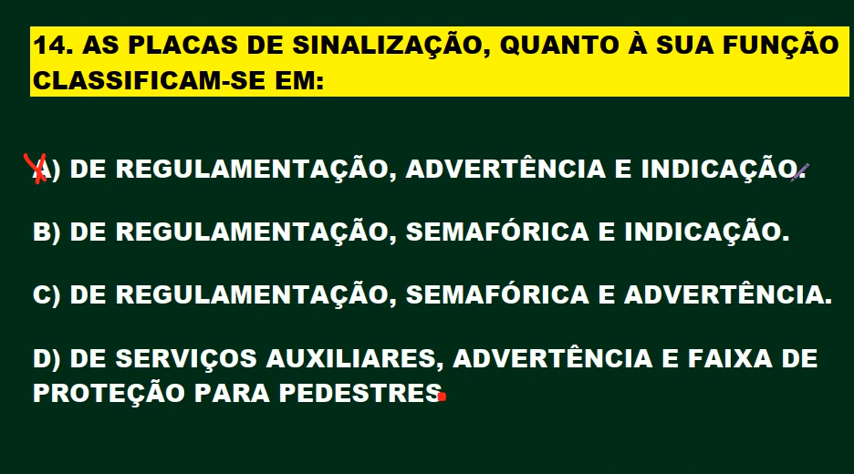 14. AS PLACAS DE SINALIZAÇÃO, QUANTO À SUA FUNÇÃO
CLASSIFICAM-SE EM:
A) DE REGULAMENTAÇÃO, ADVERTÊNCIA E INDICAÇÃO.
B) DE REGULAMENTAÇÃO, SEMAFÓRICA E INDICAÇÃO.
C) DE REGULAMENTAÇÃO, SEMAFÓRICA E ADVERTÊNCIA.
D) DE SERVIÇOS AUXILIARES, ADVERTÊNCIA E FAIXA DE
PROTEÇÃO PARA PEDESTRES.